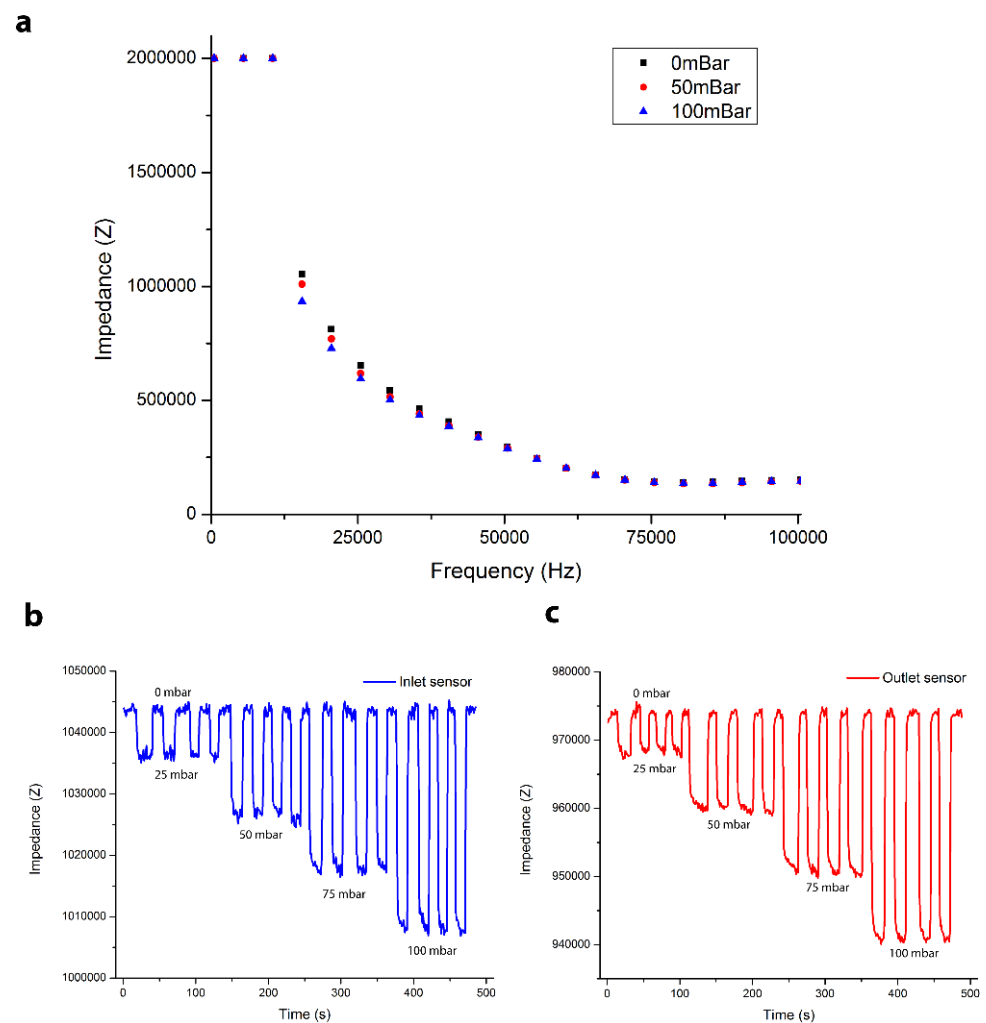 a
2000000
1500000
1000000
500000
0
Impedance (Z)
0mBar
50mBar
100mBar
0 25000 50000 75000 100000
Frequency (Hz)
b
1050000
1040000
1030000
1020000
1010000
1000000
Impedance (Z)
Inlet sensor
0 mbar
25 mbar
50 mbar
75 mbar
100 mbar
0 100 200 300 400 500
Time (s)
c
980000
970000
960000
950000
940000
Impedance (Z)
Outlet sensor
0 mbar
25 mbar
50 mbar
75 mbar
100 mbar
0 100 200 300 400 500
Time (s)